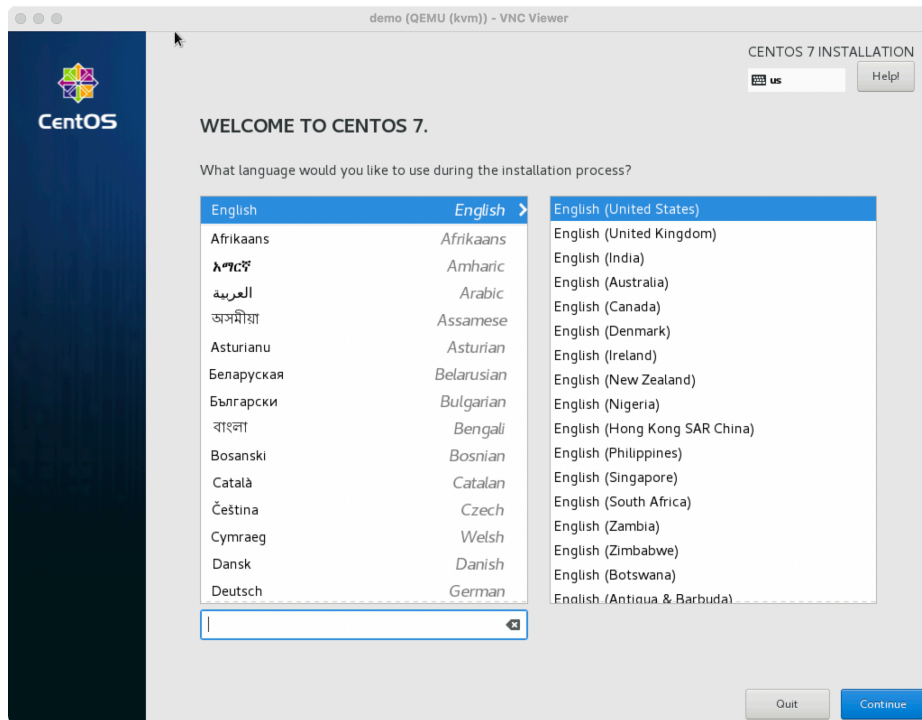 demo (QEMU (kvm)) - VNC Viewer
CENTOS 7 INSTALLATION
us
Help!
CentOS
WELCOME TO CENTOS 7.
What language would you like to use during the installation process?
English English
Afrikaans Afrikaans
አማርኛ Amharic
العربية Arabic
অসমীয়া Assamese
Asturianu Asturian
Беларуская Belarusian
Български Bulgarian
বাংলা Bengali
Bosanski Bosnian
Català Catalan
Čeština Czech
Cymraeg Welsh
Dansk Danish
Deutsch German
English (United States)
English (United Kingdom)
English (India)
English (Australia)
English (Canada)
English (Denmark)
English (Ireland)
English (New Zealand)
English (Nigeria)
English (Hong Kong SAR China)
English (Philippines)
English (Singapore)
English (South Africa)
English (Zambia)
English (Zimbabwe)
English (Botswana)
English (Antigua & Barbuda)
Quit
Continue